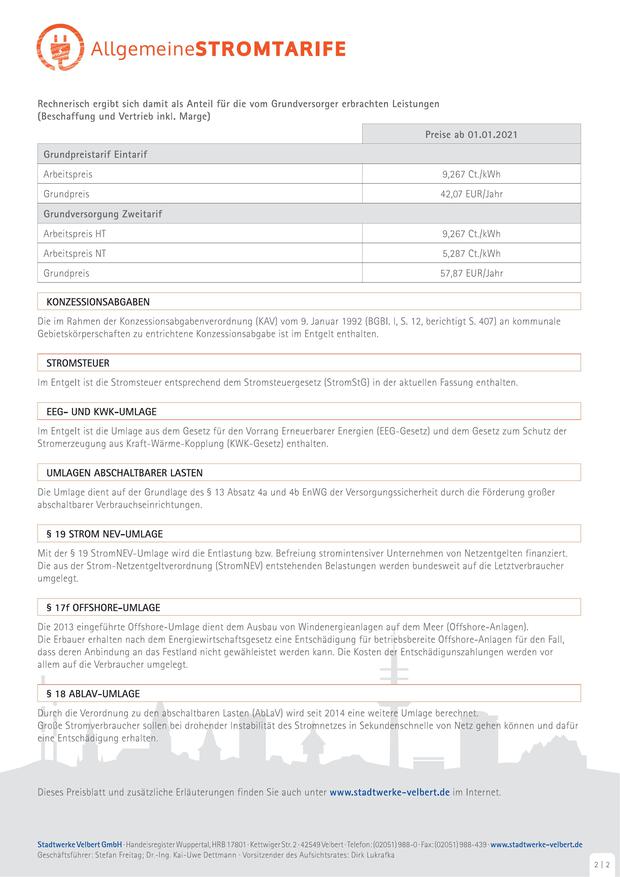 AllgemeineSTROMTARIFE
Rechnerisch ergibt sich damit als Anteil für die vom Grundversorger erbrachten Leistungen
(Beschaffung und Vertrieb inkl. Marge)
Preise ab 01.01.2021
Grundpreistarif Eintarif
Arbeitspreis 9,267 Ct./kWh
Grundpreis 42,07 EUR/Jahr
Grundversorgung Zweitarif
Arbeitspreis HT 9,267 Ct./kWh
Arbeitspreis NT 5,287 Ct./kWh
Grundpreis 57,87 EUR/Jahr
KONZESSIONSABGABEN
Die im Rahmen der Konzessionsabgabenverordnung (KAV) vom 9. Januar 1992 (BGBl. I, S. 12, berichtigt S. 407) an kommunale
Gebietskörperschaften zu entrichtene Konzessionsabgabe ist im Entgelt enthalten.
STROMSTEUER
Im Entgelt ist die Stromsteuer entsprechend dem Stromsteuergesetz (StromStG) in der aktuellen Fassung enthalten.
EEG- UND KWK-UMLAGE
Im Entgelt ist die Umlage aus dem Gesetz für den Vorrang Erneuerbarer Energien (EEG-Gesetz) und dem Gesetz zum Schutz der
Stromerzeugung aus Kraft-Wärme-Kopplung (KWK-Gesetz) enthalten.
UMLAGEN ABSCHALTBARER LASTEN
Die Umlage dient auf der Grundlage des § 13 Absatz 4a und 4b EnWG der Versorgungssicherheit durch die Förderung großer
abschaltbarer Verbrauchseinrichtungen.
§ 19 STROM NEV-UMLAGE
Mit der § 19 StromNEV-Umlage wird die Entlastung bzw. Befreiung stromintensiver Unternehmen von Netzentgelten finanziert.
Die aus der Strom-Netzentgeltverordnung (StromNEV) entstehenden Belastungen werden bundesweit auf die Letztverbraucher
umgelegt.
§ 17f OFFSHORE-UMLAGE
Die 2013 eingeführte Offshore-Umlage dient dem Ausbau von Windenergieanlagen auf dem Meer (Offshore-Anlagen).
Die Erbauer erhalten nach dem Energiewirtschaftsgesetz eine Entschädigung für betriebsbereite Offshore-Anlagen für den Fall,
dass deren Anbindung an das Festland nicht gewähleistet werden kann. Die Kosten der Entschädigunszahlungen werden vor
allem auf die Verbraucher umgelegt.
§ 18 ABLAV-UMLAGE
Durch die Verordnung zu den abschaltbaren Lasten (AbLaV) wird seit 2014 eine weitere Umlage berechnet.
Große Stromverbraucher sollen bei drohender Instabilität des Stromnetzes in Sekundenschnelle von Netz gehen können und dafür
eine Entschädigung erhalten.
Dieses Preisblatt und zusätzliche Erläuterungen finden Sie auch unter www.stadtwerke-velbert.de im Internet.
Stadtwerke Velbert GmbH · Handelsregister Wuppertal, HRB 17801 · Kettwiger Str. 2 · 42549 Velbert · Telefon: (02051) 988-0 · Fax: (02051) 988-439 · www.stadtwerke-velbert.de
Geschäftsführer: Stefan Freitag; Dr.-Ing. Kai-Uwe Dettmann · Vorsitzender des Aufsichtsrates: Dirk Lukrafka
2 | 2